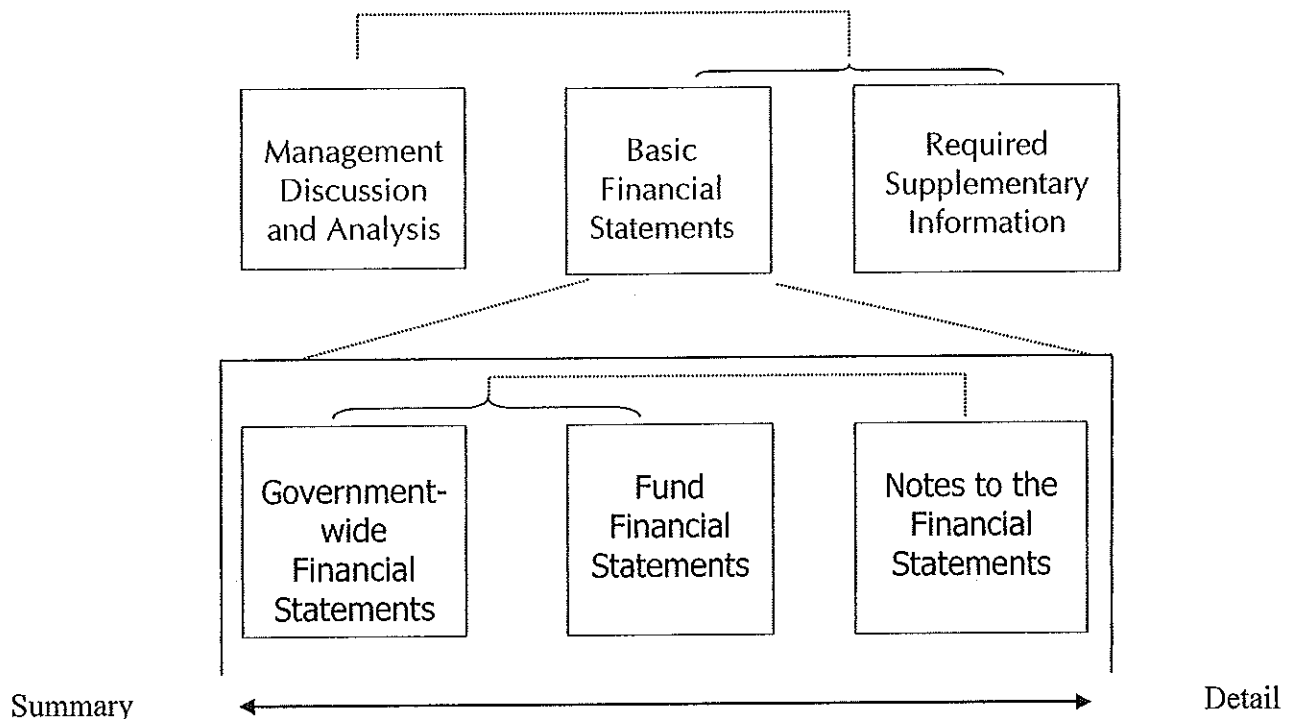 Management
Discussion
and Analysis
Basic
Financial
Statements
Required
Supplementary
Information
Government-
wide
Financial
Statements
Fund
Financial
Statements
Notes to the
Financial
Statements
Summary
Detail